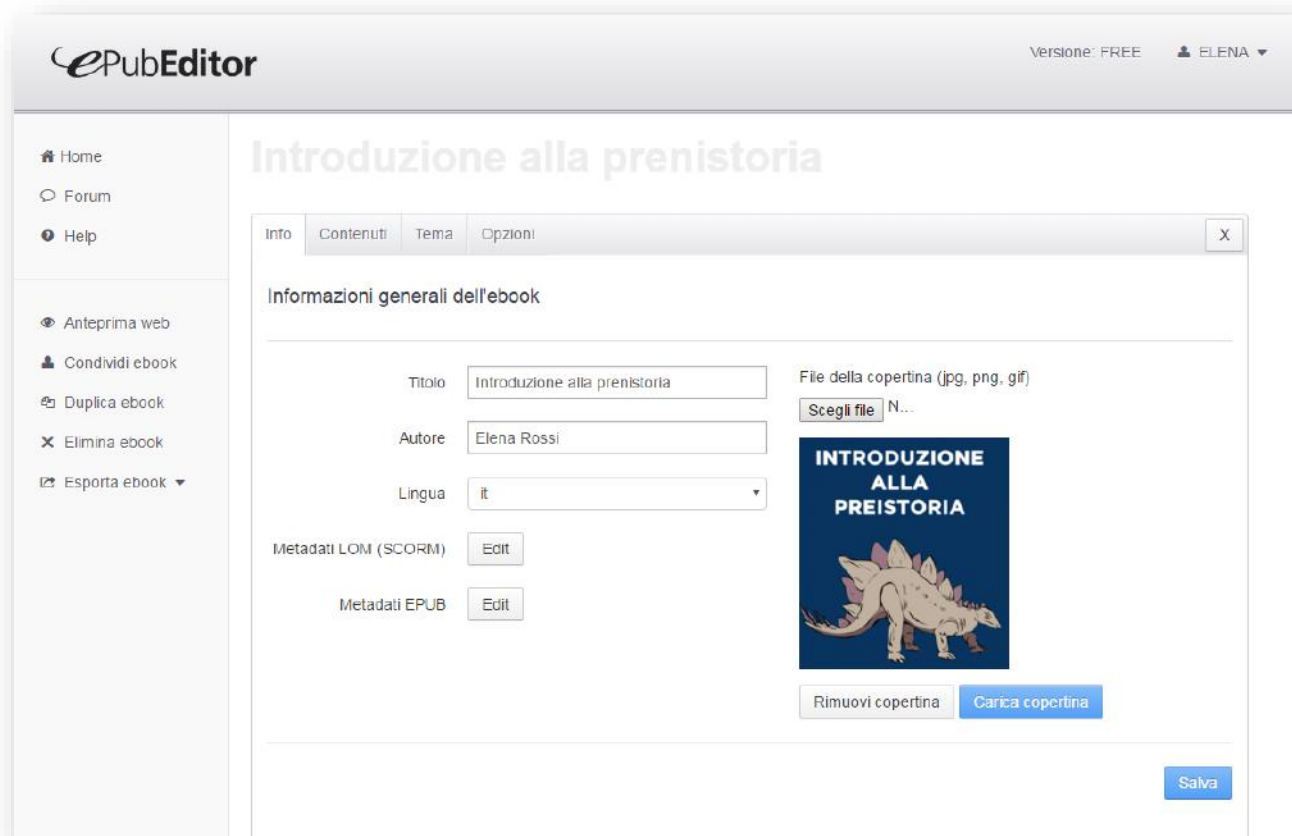 ePubEditor
Versione: FREE
ELENA
Home
Forum
Help
Anteprima web
Condividi ebook
Duplica ebook
Elimina ebook
Esporta ebook
Introduzione alla prenistoria
Info
Contenuti
Tema
Opzioni
X
Informazioni generali dell'ebook
Titolo
Introduzione alla prenistoria
Autore
Elena Rossi
Lingua
it
Metadati LOM (SCORM)
Edit
Metadati EPUB
Edit
File della copertina (jpg, png, gif)
Scegli file N...
INTRODUZIONE
ALLA
PREISTORIA
Rimuovi copertina
Carica copertina
Salva